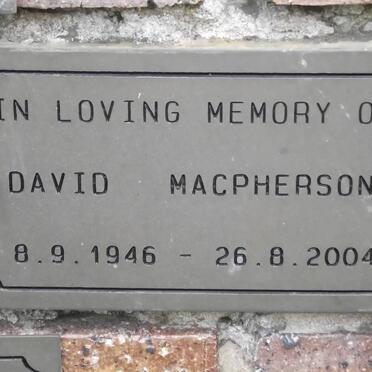 IN LOVING MEMORY O
DAVID MACPHERSON
8.9.1946 - 26.8.2004